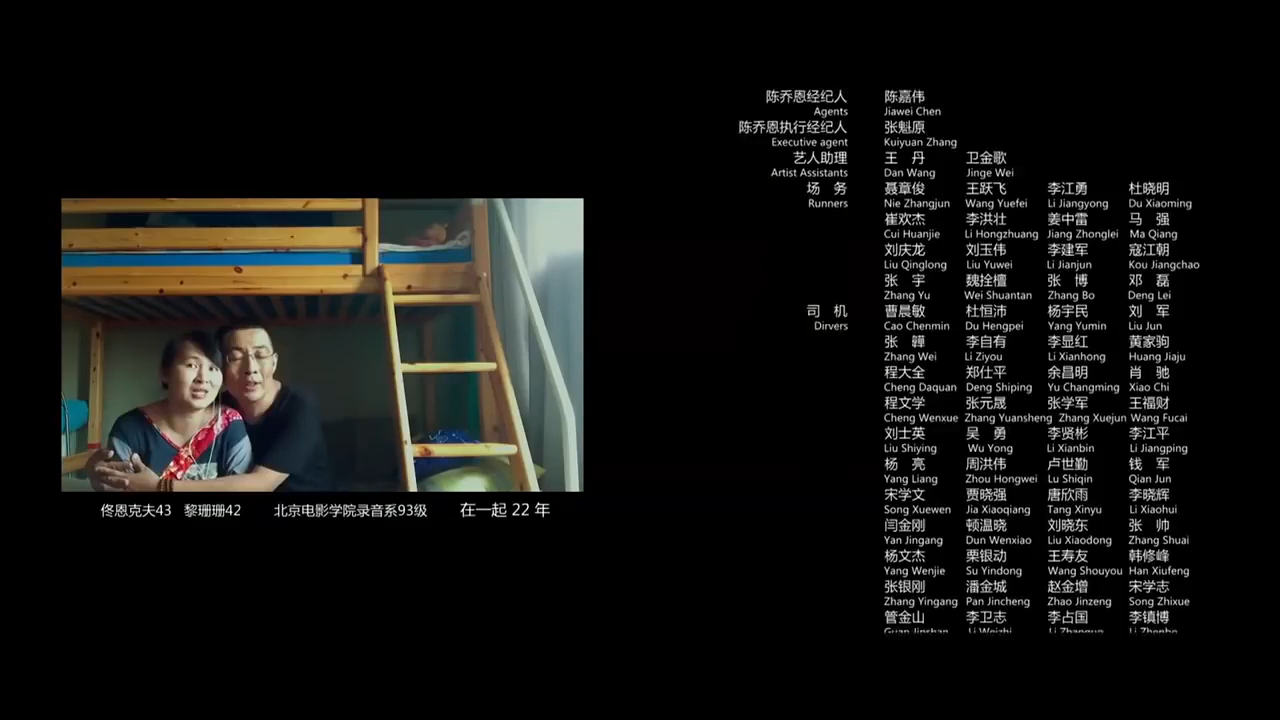 陈乔恩经纪人 陈嘉伟
Agents Jiawei Chen
陈乔恩执行经纪人 张魁原
Executive agent Kuiyuan Zhang
艺人助理 王 丹 卫金歌
Artist Assistants Dan Wang Jinge Wei
场 务 聂章俊 王跃飞 李江勇 杜晓明
Runners Nie Zhangjun Wang Yuefei Li Jiangyong Du Xiaoming
崔欢杰 李洪壮 姜中雷 马 强
Cui Huanjie Li Hongzhuang Jiang Zhonglei Ma Qiang
刘庆龙 刘玉伟 李建军 寇江朝
Liu Qinglong Liu Yuwei Li Jianjun Kou Jiangchao
张 宇 魏拴檀 张 博 邓 磊
Zhang Yu Wei Shuantan Zhang Bo Deng Lei
司 机 曹晨敏 杜恒沛 杨宇民 刘 军
Dirvers Cao Chenmin Du Hengpei Yang Yumin Liu Jun
张 韡 李自有 李显红 黄家驹
Zhang Wei Li Ziyou Li Xianhong Huang Jiaju
程大全 郑仕平 余昌明 肖 驰
Cheng Daquan Deng Shiping Yu Changming Xiao Chi
程文学 张元晟 张学军 王福财
Cheng Wenxue Zhang Yuansheng Zhang Xuejun Wang Fucai
刘士英 吴 勇 李贤彬 李江平
Liu Shiying Wu Yong Li Xianbin Li Jiangping
杨 亮 周洪伟 卢世勤 钱 军
Yang Liang Zhou Hongwei Lu Shiqin Qian Jun
宋学文 贾晓强 唐欣雨 李晓辉
Song Xuewen Jia Xiaoqiang Tang Xinyu Li Xiaohui
闫金刚 顿温晓 刘晓东 张 帅
Yan Jingang Dun Wenxiao Liu Xiaodong Zhang Shuai
杨文杰 栗银动 王寿友 韩修峰
Yang Wenjie Su Yindong Wang Shouyou Han Xiufeng
张银刚 潘金城 赵金增 宋学志
Zhang Yingang Pan Jincheng Zhao Jinzeng Song Zhixue
管金山 李卫志 李占国 李镇博
佟恩克夫43 黎珊珊42 北京电影学院录音系93级 在一起 22 年